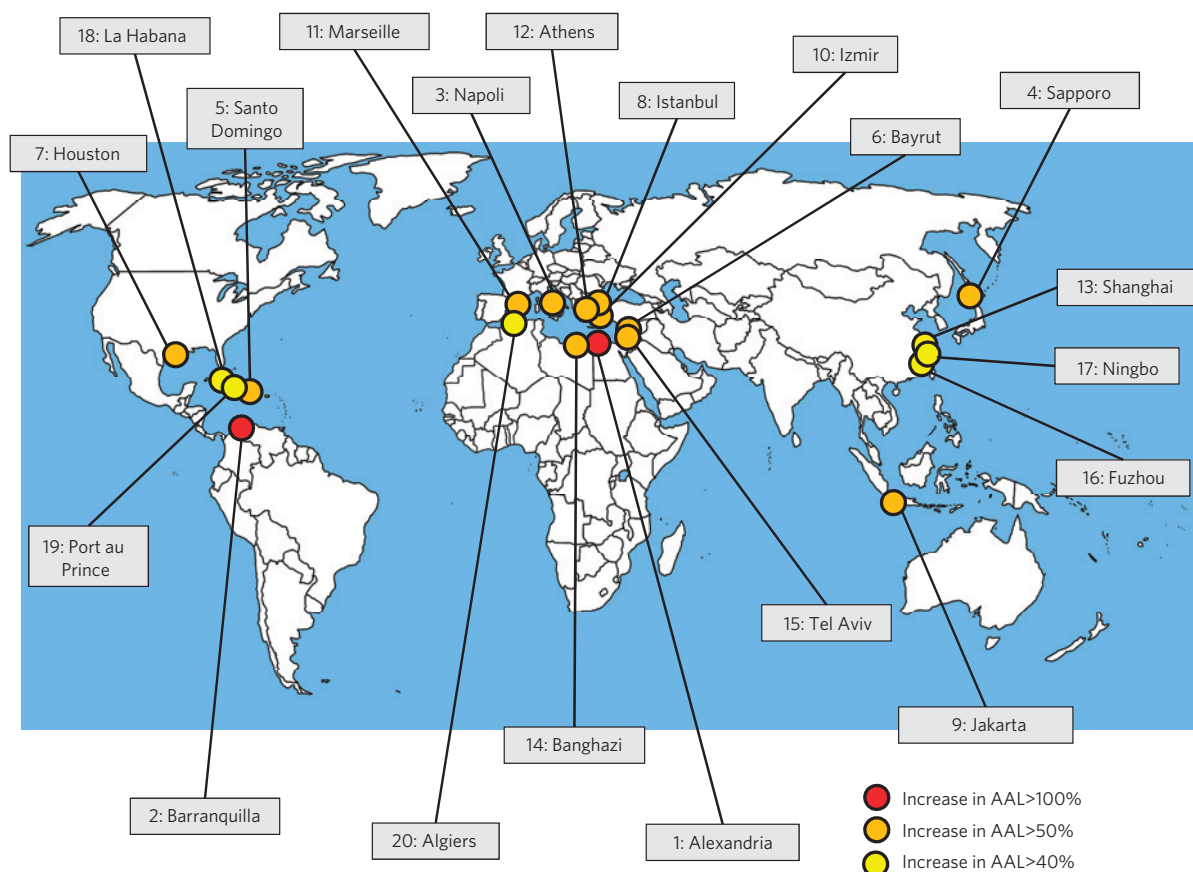 18: La Habana
11: Marseille
12: Athens
10: Izmir
3: Napoli
8: Istanbul
4: Sapporo
5: Santo
Domingo
6: Bayrut
7: Houston
13: Shanghai
17: Ningbo
16: Fuzhou
19: Port au
Prince
15: Tel Aviv
9: Jakarta
14: Banghazi
2: Barranquilla
20: Algiers
1: Alexandria
Increase in AAL>100%
Increase in AAL>50%
Increase in AAL>40%